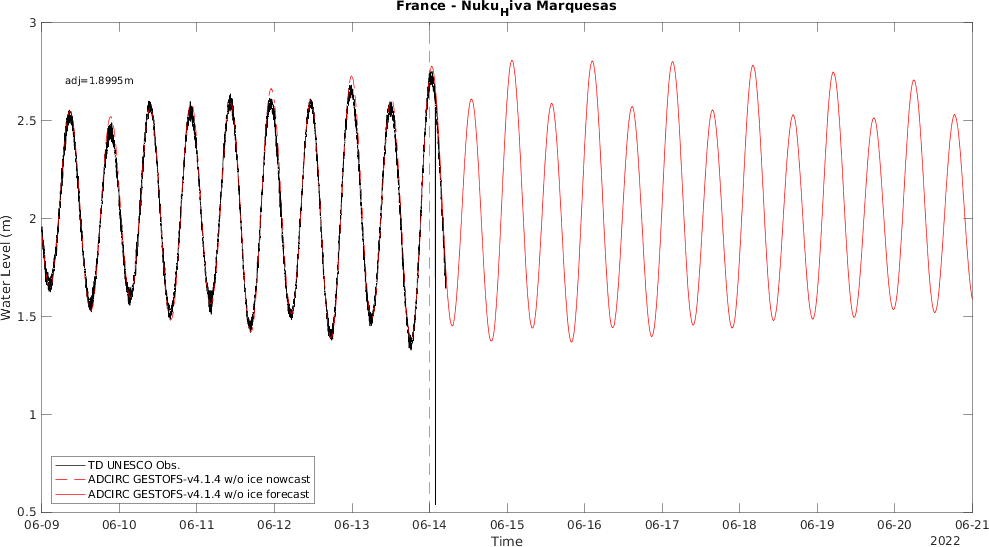 France - Nuku_Hiva Marquesas
adj=1.8995m
3
2.5
2
1.5
1
0.5
Water Level (m)
TD UNESCO Obs.
ADCIRC GESTOFS-v4.1.4 w/o ice nowcast
ADCIRC GESTOFS-v4.1.4 w/o ice forecast
06-09 06-10 06-11 06-12 06-13 06-14 06-15 06-16 06-17 06-18 06-19 06-20 06-21
Time
2022